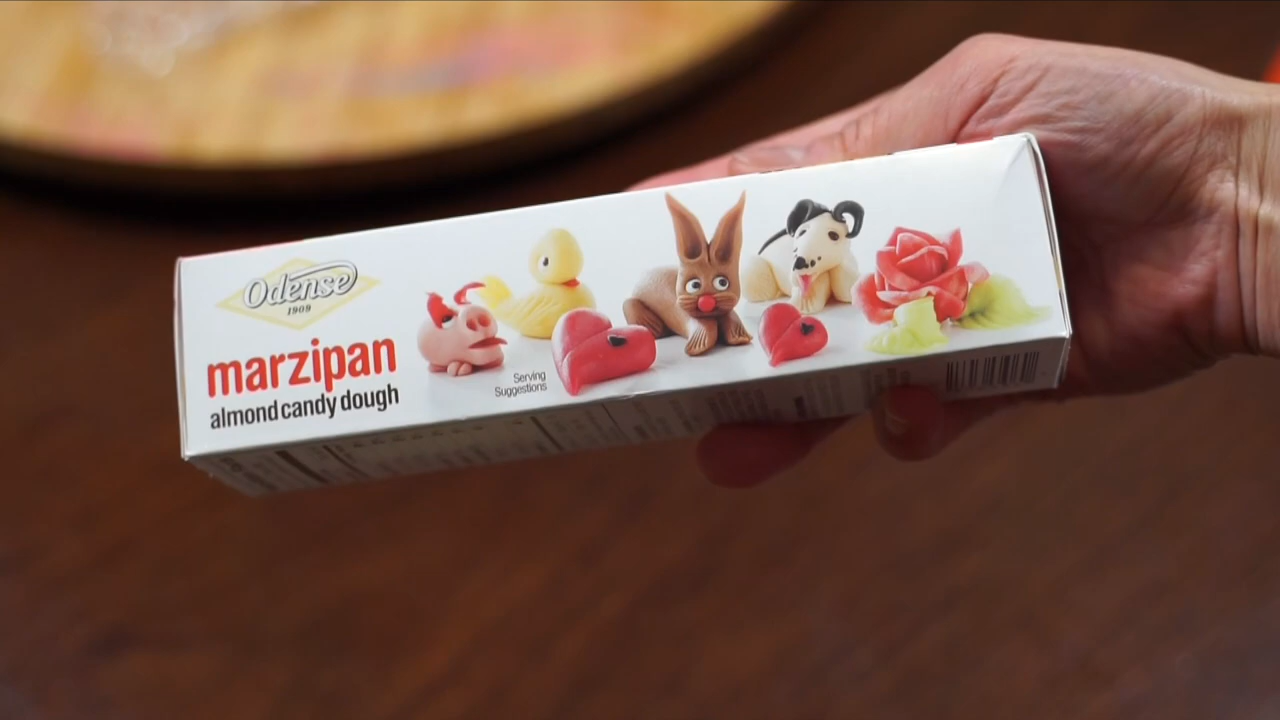 Odense
1909
marzipan
almond candy dough
Serving
Suggestions